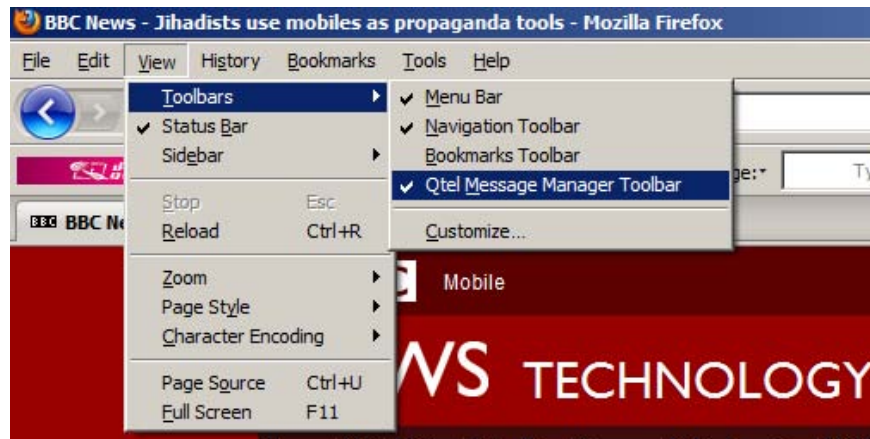 BBC News - Jihadists use mobiles as propaganda tools - Mozilla Firefox
File Edit View History Bookmarks Tools Help
Toolbars
Status Bar
Sidebar
Stop Esc
Reload Ctrl+R
Zoom
Page Style
Character Encoding
Page Source Ctrl+U
Full Screen F11
Menu Bar
Navigation Toolbar
Bookmarks Toolbar
Qtel Message Manager Toolbar
Customize...
BBC BBC
Mobile
TECHNOLOGY